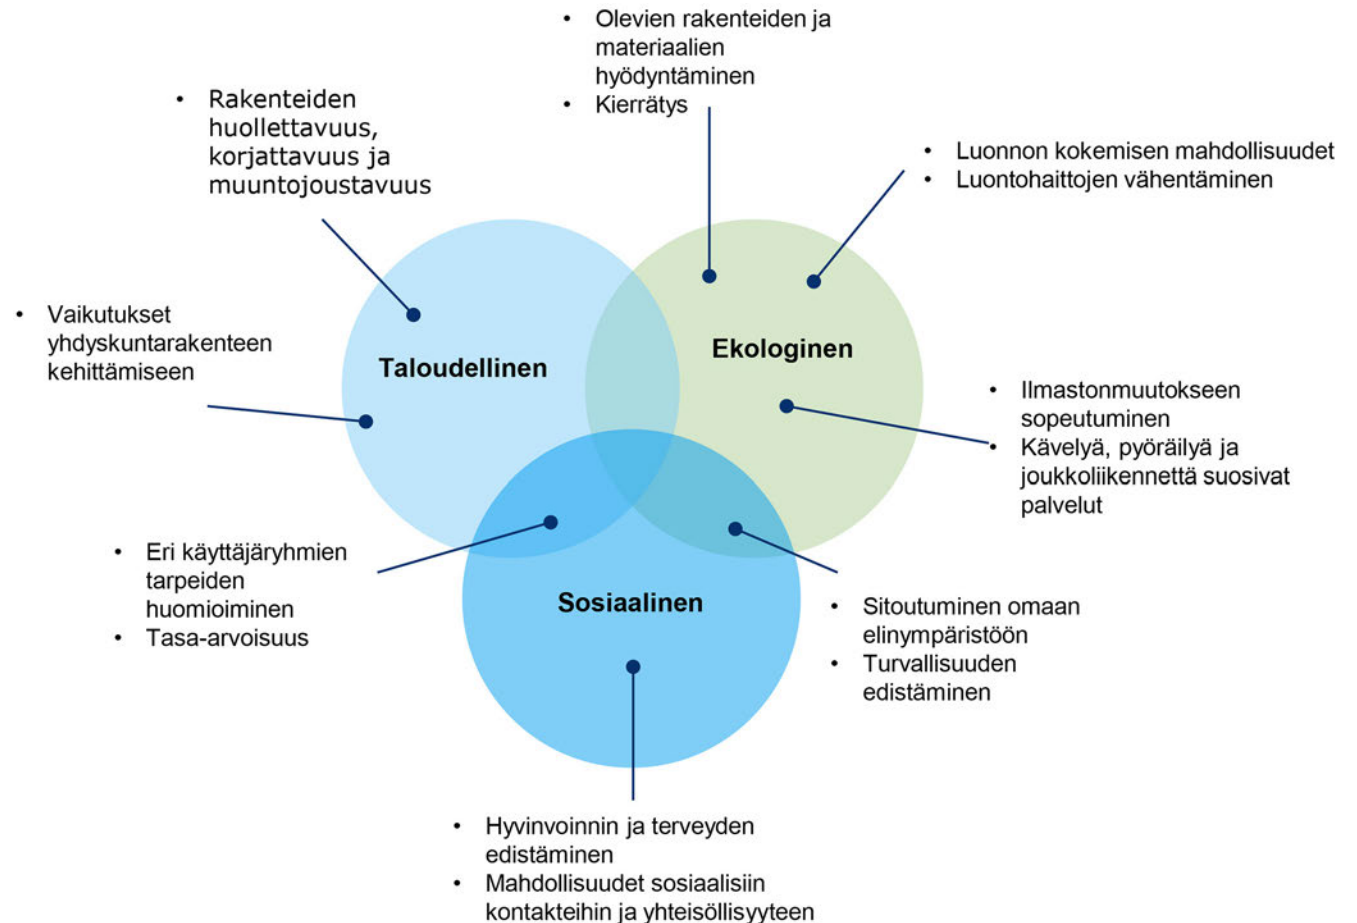 • Olevien rakenteiden ja
materiaalien
hyödyntäminen
• Kierrätys
• Rakenteiden
huollettavuus,
korjattavuus ja
muuntojoustavuus
• Luonnon kokemisen mahdollisuudet
• Luontohaittojen vähentäminen
• Vaikutukset
yhdyskuntarakenteen
kehittämiseen
Taloudellinen
Ekologinen
• Ilmastonmuutokseen
sopeutuminen
• Kävelyä, pyöräilyä ja
joukkoliikennettä suosivat
palvelut
• Eri käyttäjäryhmien
tarpeiden
huomioiminen
• Tasa-arvoisuus
Sosiaalinen
• Sitoutuminen omaan
elinympäristöön
• Turvallisuuden
edistäminen
• Hyvinvoinnin ja terveyden
edistäminen
• Mahdollisuudet sosiaalisiin
kontakteihin ja yhteisöllisyyteen